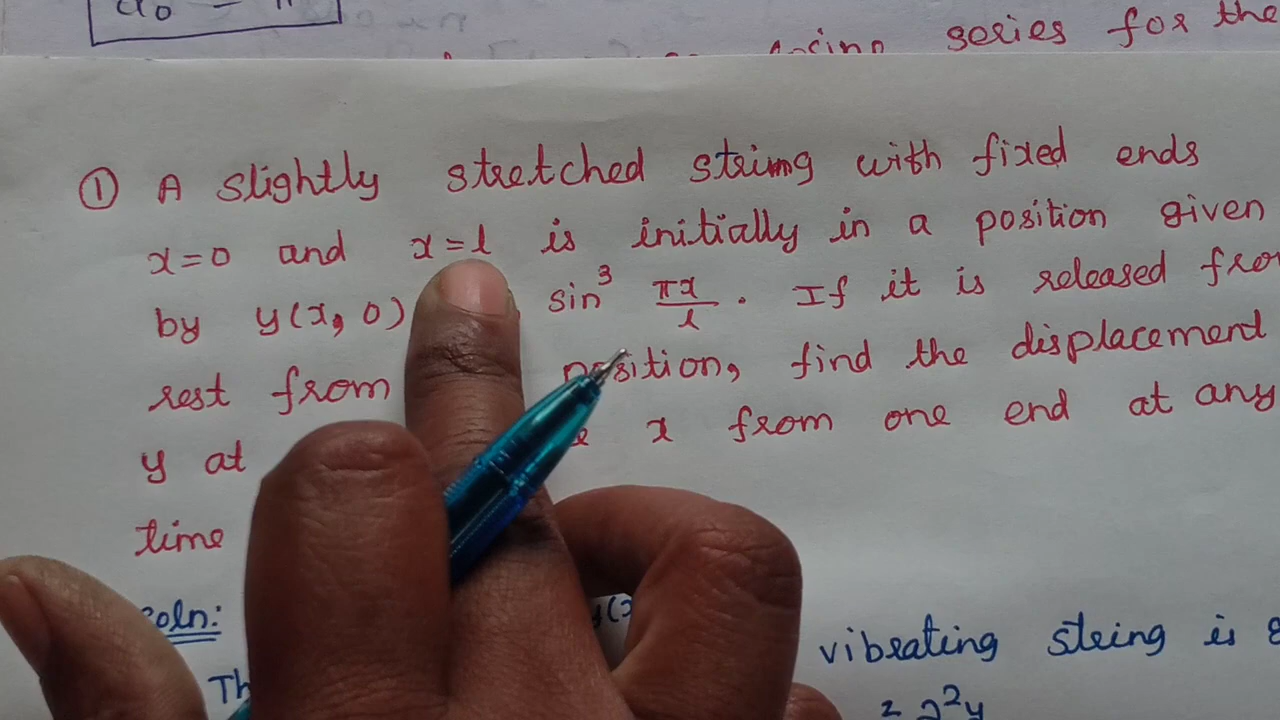 a₀ = π
series for the
① A slightly stretched string with fixed ends
x=0 and x=l is initially in a position given
by y(x, 0) sin³ πx/l . If it is released
rest from position, find the displacement
y at x from one end at any
time
soln:
vibrating string is
∂²y